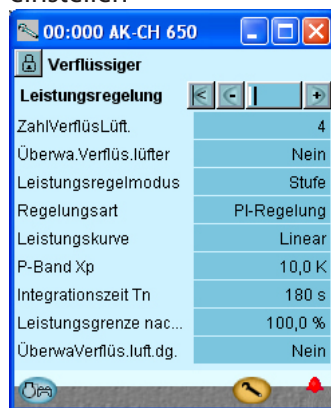 00:000 AK-CH 650
Verflüssiger
Leistungsregelung
ZahlVerflüsLüft. 4
Überwa.Verflüs.lüfter Nein
Leistungsregelmodus Stufe
Regelungsart PI-Regelung
Leistungskurve Linear
P-Band Xp 10,0 K
Integrationszeit Tn 180 s
Leistungsgrenze nac... 100,0 %
ÜberwaVerflüs.luft.dg. Nein